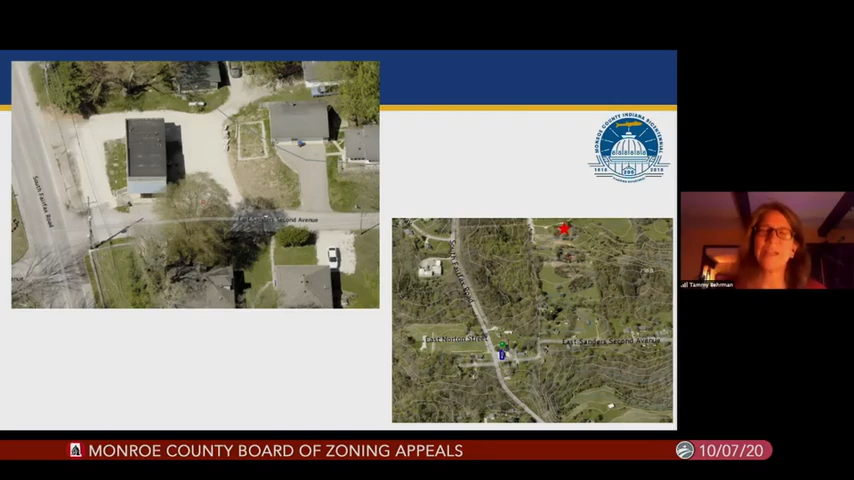 South Fairfax Road
East Sanders Second Avenue
MONROE COUNTY INDIANA BICENTENNIAL
1818
200
2018
South Fairfax Road
East Norton Street
East Sanders Second Avenue
Tammy Behrman
MONROE COUNTY BOARD OF ZONING APPEALS
10/07/20